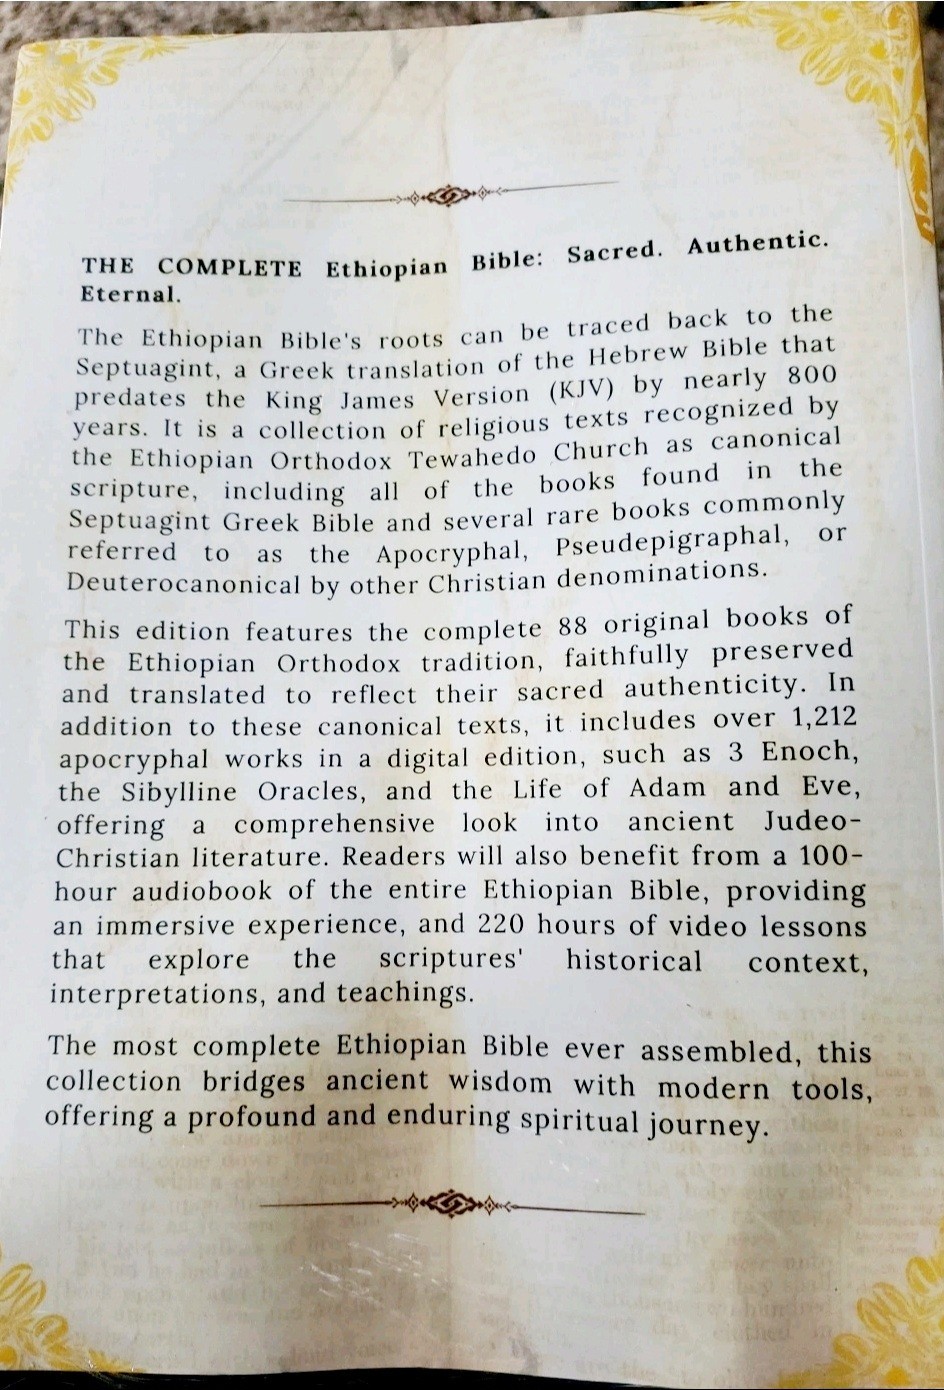 THE COMPLETE Ethiopian Bible: Sacred. Authentic.
Eternal.
The Ethiopian Bible's roots can be traced back to the
Septuagint, a Greek translation of the Hebrew Bible that
predates the King James Version (KJV) by nearly 800
years. It is a collection of religious texts recognized by
the Ethiopian Orthodox Tewahedo Church as canonical
scripture, including all of the books found in the
Septuagint Greek Bible and several rare books commonly
referred to as the Apocryphal, Pseudepigraphal, or
Deuterocanonical by other Christian denominations.
This edition features the complete 88 original books of
the Ethiopian Orthodox tradition, faithfully preserved
and translated to reflect their sacred authenticity. In
addition to these canonical texts, it includes over 1,212
apocryphal works in a digital edition, such as 3 Enoch,
the Sibylline Oracles, and the Life of Adam and Eve,
offering a comprehensive look into ancient Judeo-
Christian literature. Readers will also benefit from a 100-
hour audiobook of the entire Ethiopian Bible, providing
an immersive experience, and 220 hours of video lessons
that explore the scriptures' historical context,
interpretations, and teachings.
The most complete Ethiopian Bible ever assembled, this
collection bridges ancient wisdom with modern tools,
offering a profound and enduring spiritual journey.